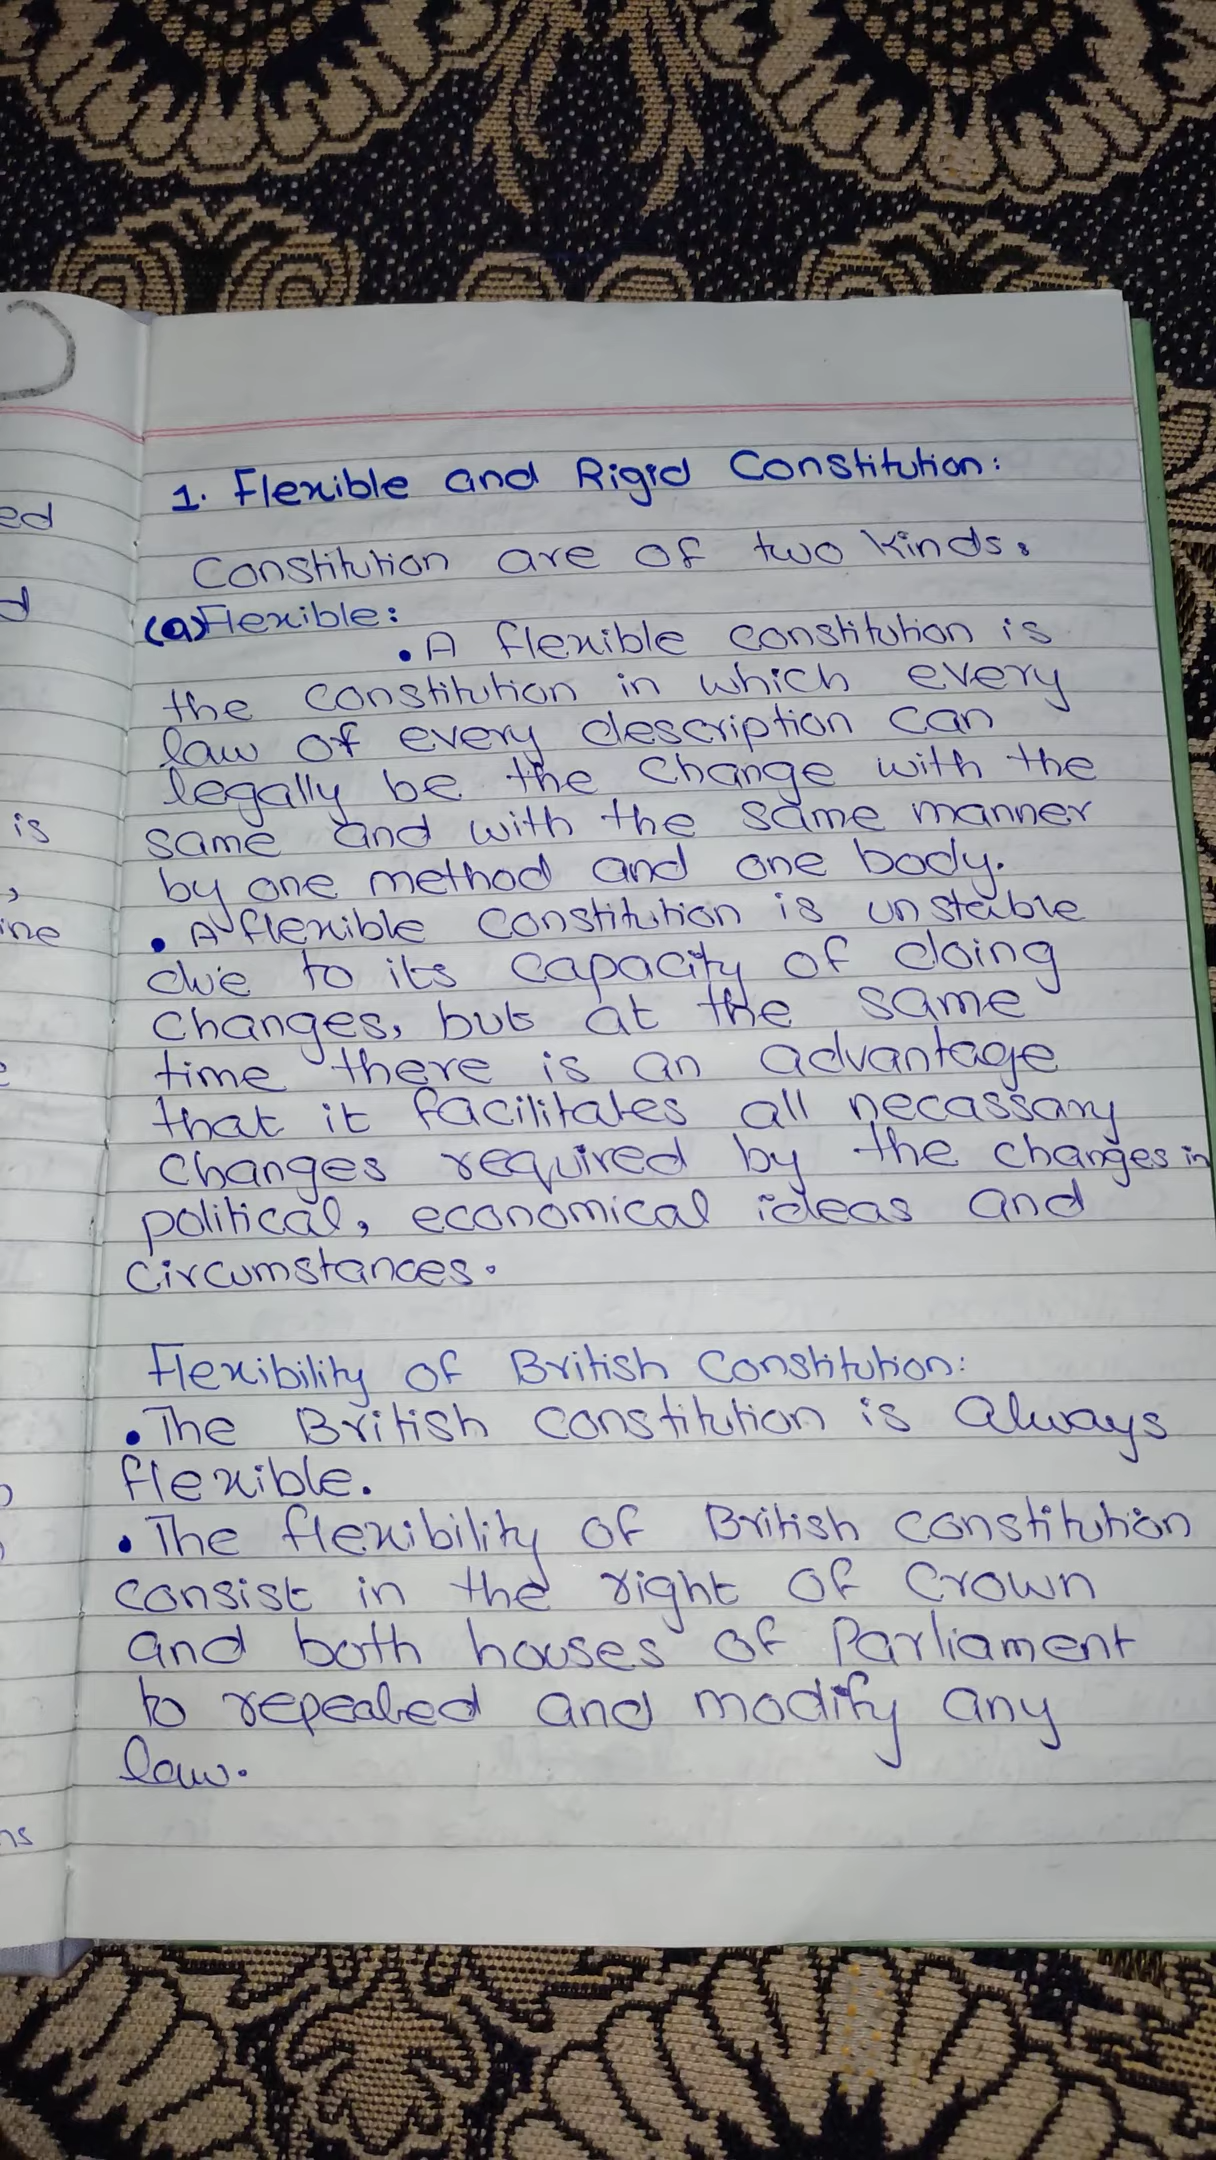 1. Flexible and Rigid Constitution:
Constitution are of two kinds.
(a) Flexible:
• A flexible constitution is
the constitution in which every
law of every description can
legally be the change with the
same and with the same manner
by one method and one body.
• A flexible constitution is unstable
due to its capacity of doing
changes, but at the same
time there is an advantage
that it facilitates all necassary
changes required by the changes in
political, economical ideas and
circumstances.
Flexibility of British Constitution:
• The British constitution is always
flexible.
• The flexibility of British constitution
consist in the right of Crown
and both houses of Parliament
to repealed and modify any
law.
ed
d
is
,
ine
ns